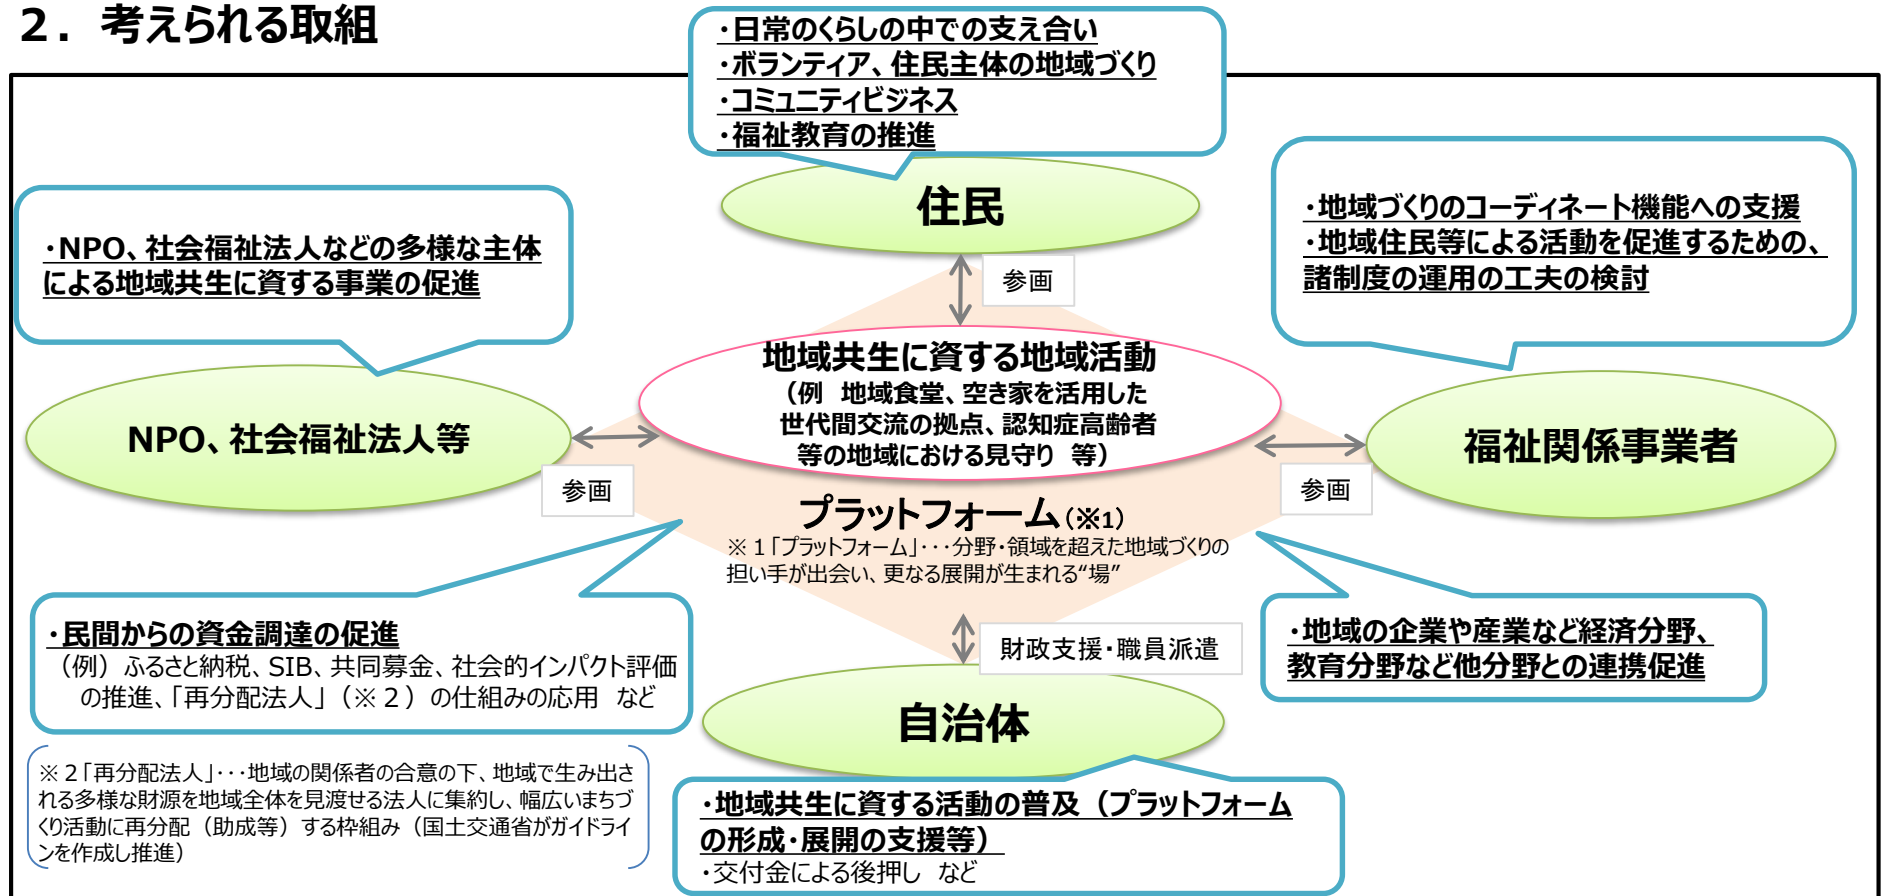 ２．考えられる取組
・日常のくらしの中での支え合い
・ボランティア、住民主体の地域づくり
・コミュニティビジネス
・福祉教育の推進
住民
・NPO、社会福祉法人などの多様な主体
による地域共生に資する事業の促進
・地域づくりのコーディネート機能への支援
・地域住民等による活動を促進するための、
諸制度の運用の工夫の検討
参画
地域共生に資する地域活動
（例　地域食堂、空き家を活用した
世代間交流の拠点、認知症高齢者
等の地域における見守り　等）
NPO、社会福祉法人等
福祉関係事業者
参画
参画
プラットフォーム（※1）
※１「プラットフォーム」・・・分野・領域を超えた地域づくりの
担い手が出会い、更なる展開が生まれる“場”
・民間からの資金調達の促進
（例）ふるさと納税、SIB、共同募金、社会的インパクト評価
の推進、「再分配法人」（※２）の仕組みの応用　など
財政支援・職員派遣
・地域の企業や産業など経済分野、
教育分野など他分野との連携促進
自治体
※２「再分配法人」・・・地域の関係者の合意の下、地域で生み出さ
れる多様な財源を地域全体を見渡せる法人に集約し、幅広いまちづ
くり活動に再分配（助成等）する枠組み（国土交通省がガイドライ
ンを作成し推進）
・地域共生に資する活動の普及（プラットフォーム
の形成・展開の支援等）
・交付金による後押し　など